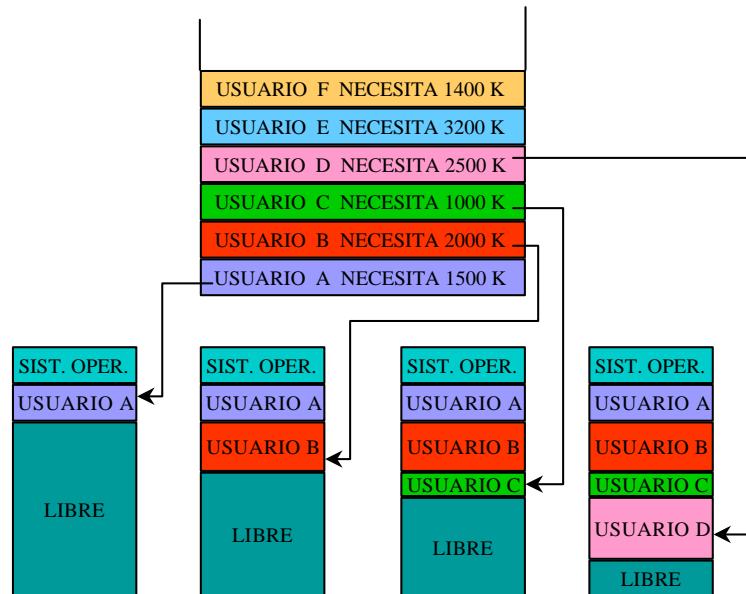 USUARIO F NECESITA 1400 K
USUARIO E NECESITA 3200 K
USUARIO D NECESITA 2500 K
USUARIO C NECESITA 1000 K
USUARIO B NECESITA 2000 K
USUARIO A NECESITA 1500 K
SIST. OPER.
USUARIO A
LIBRE
SIST. OPER.
USUARIO A
USUARIO B
LIBRE
SIST. OPER.
USUARIO A
USUARIO B
USUARIO C
LIBRE
SIST. OPER.
USUARIO A
USUARIO B
USUARIO C
USUARIO D
LIBRE